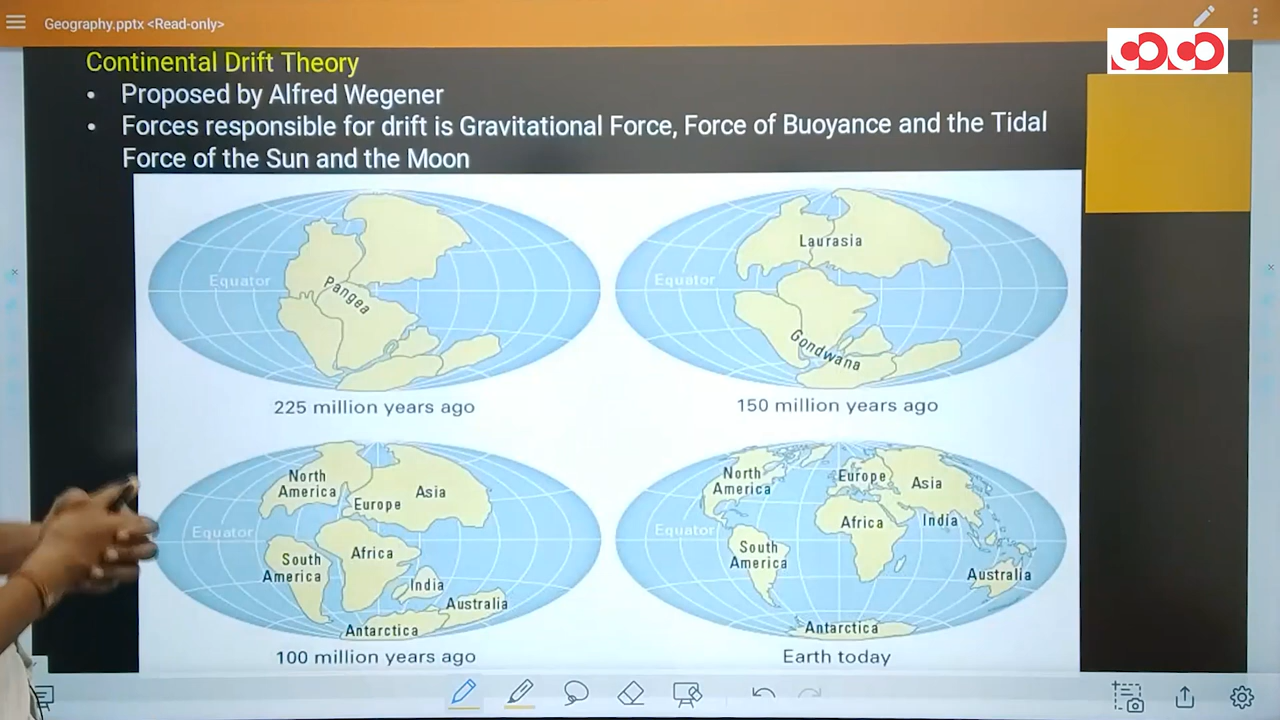 Geography.pptx <Read-only>
Continental Drift Theory
• Proposed by Alfred Wegener
• Forces responsible for drift is Gravitational Force, Force of Buoyance and the Tidal
Force of the Sun and the Moon
Equator
Pangea
225 million years ago
Laurasia
Equator
Gondwana
150 million years ago
North
America
Asia
Europe
Equator
Africa
South
America
India
Australia
Antarctica
100 million years ago
North
America
Europe
Asia
India
Africa
Equator
South
America
Australia
Antarctica
Earth today